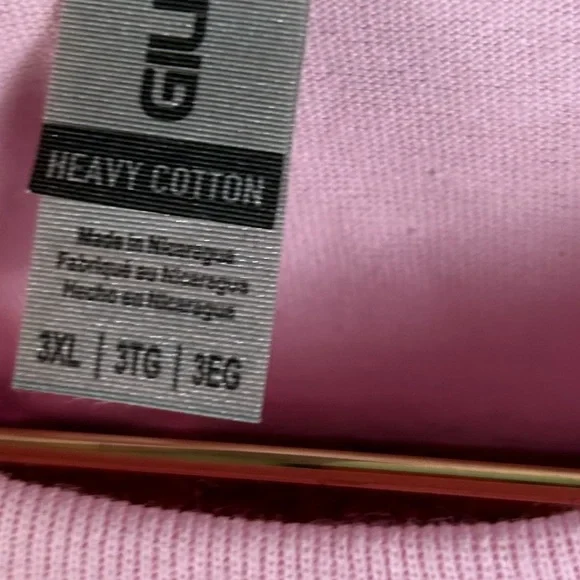 GIL
HEAVY COTTON
Made in Nicaragua
Fabriqué au Nicaragua
Hecho en Nicaragua
3XL | 3TG | 3EG